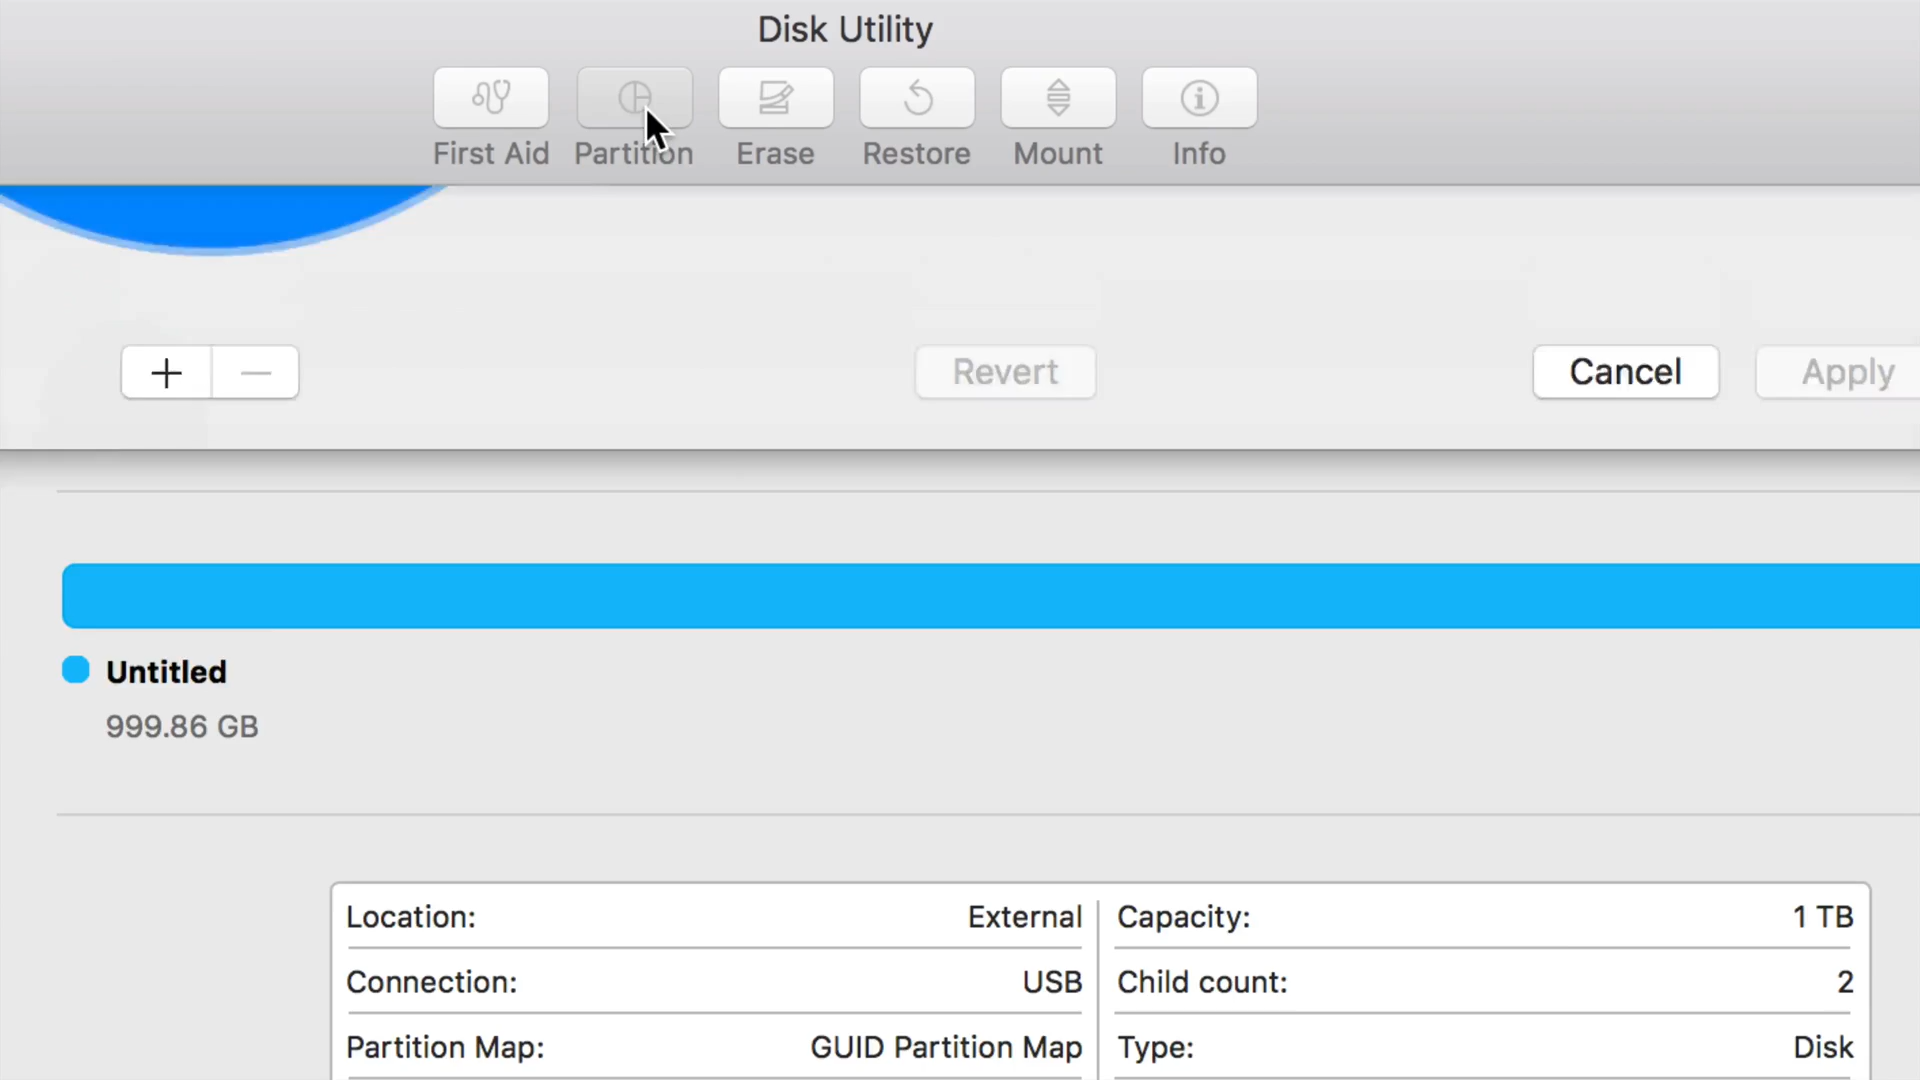 Disk Utility
First Aid Partition Erase Restore Mount Info
+ − Revert Cancel Apply
Untitled
999.86 GB
Location: External Capacity: 1 TB
Connection: USB Child count: 2
Partition Map: GUID Partition Map Type: Disk